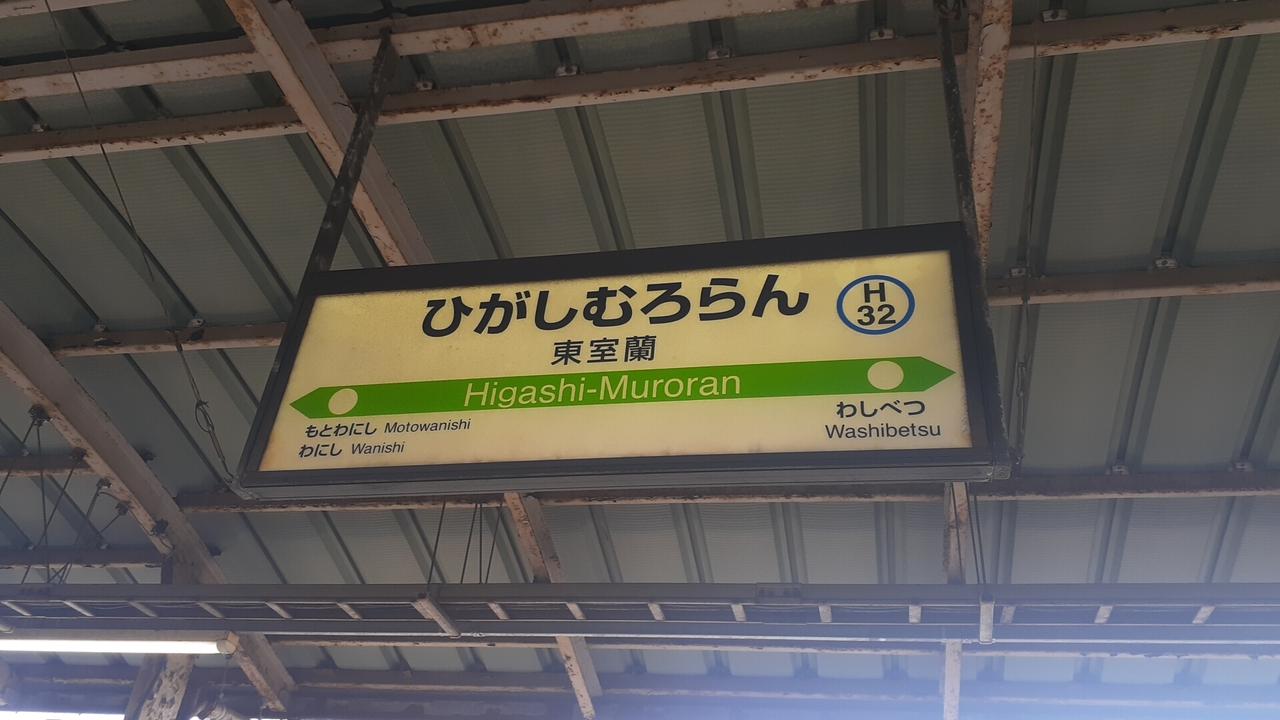 ひがしむろらん
H
32
東室蘭
Higashi-Muroran
もとわにし Motowanishi
わにし Wanishi
わしべつ
Washibetsu